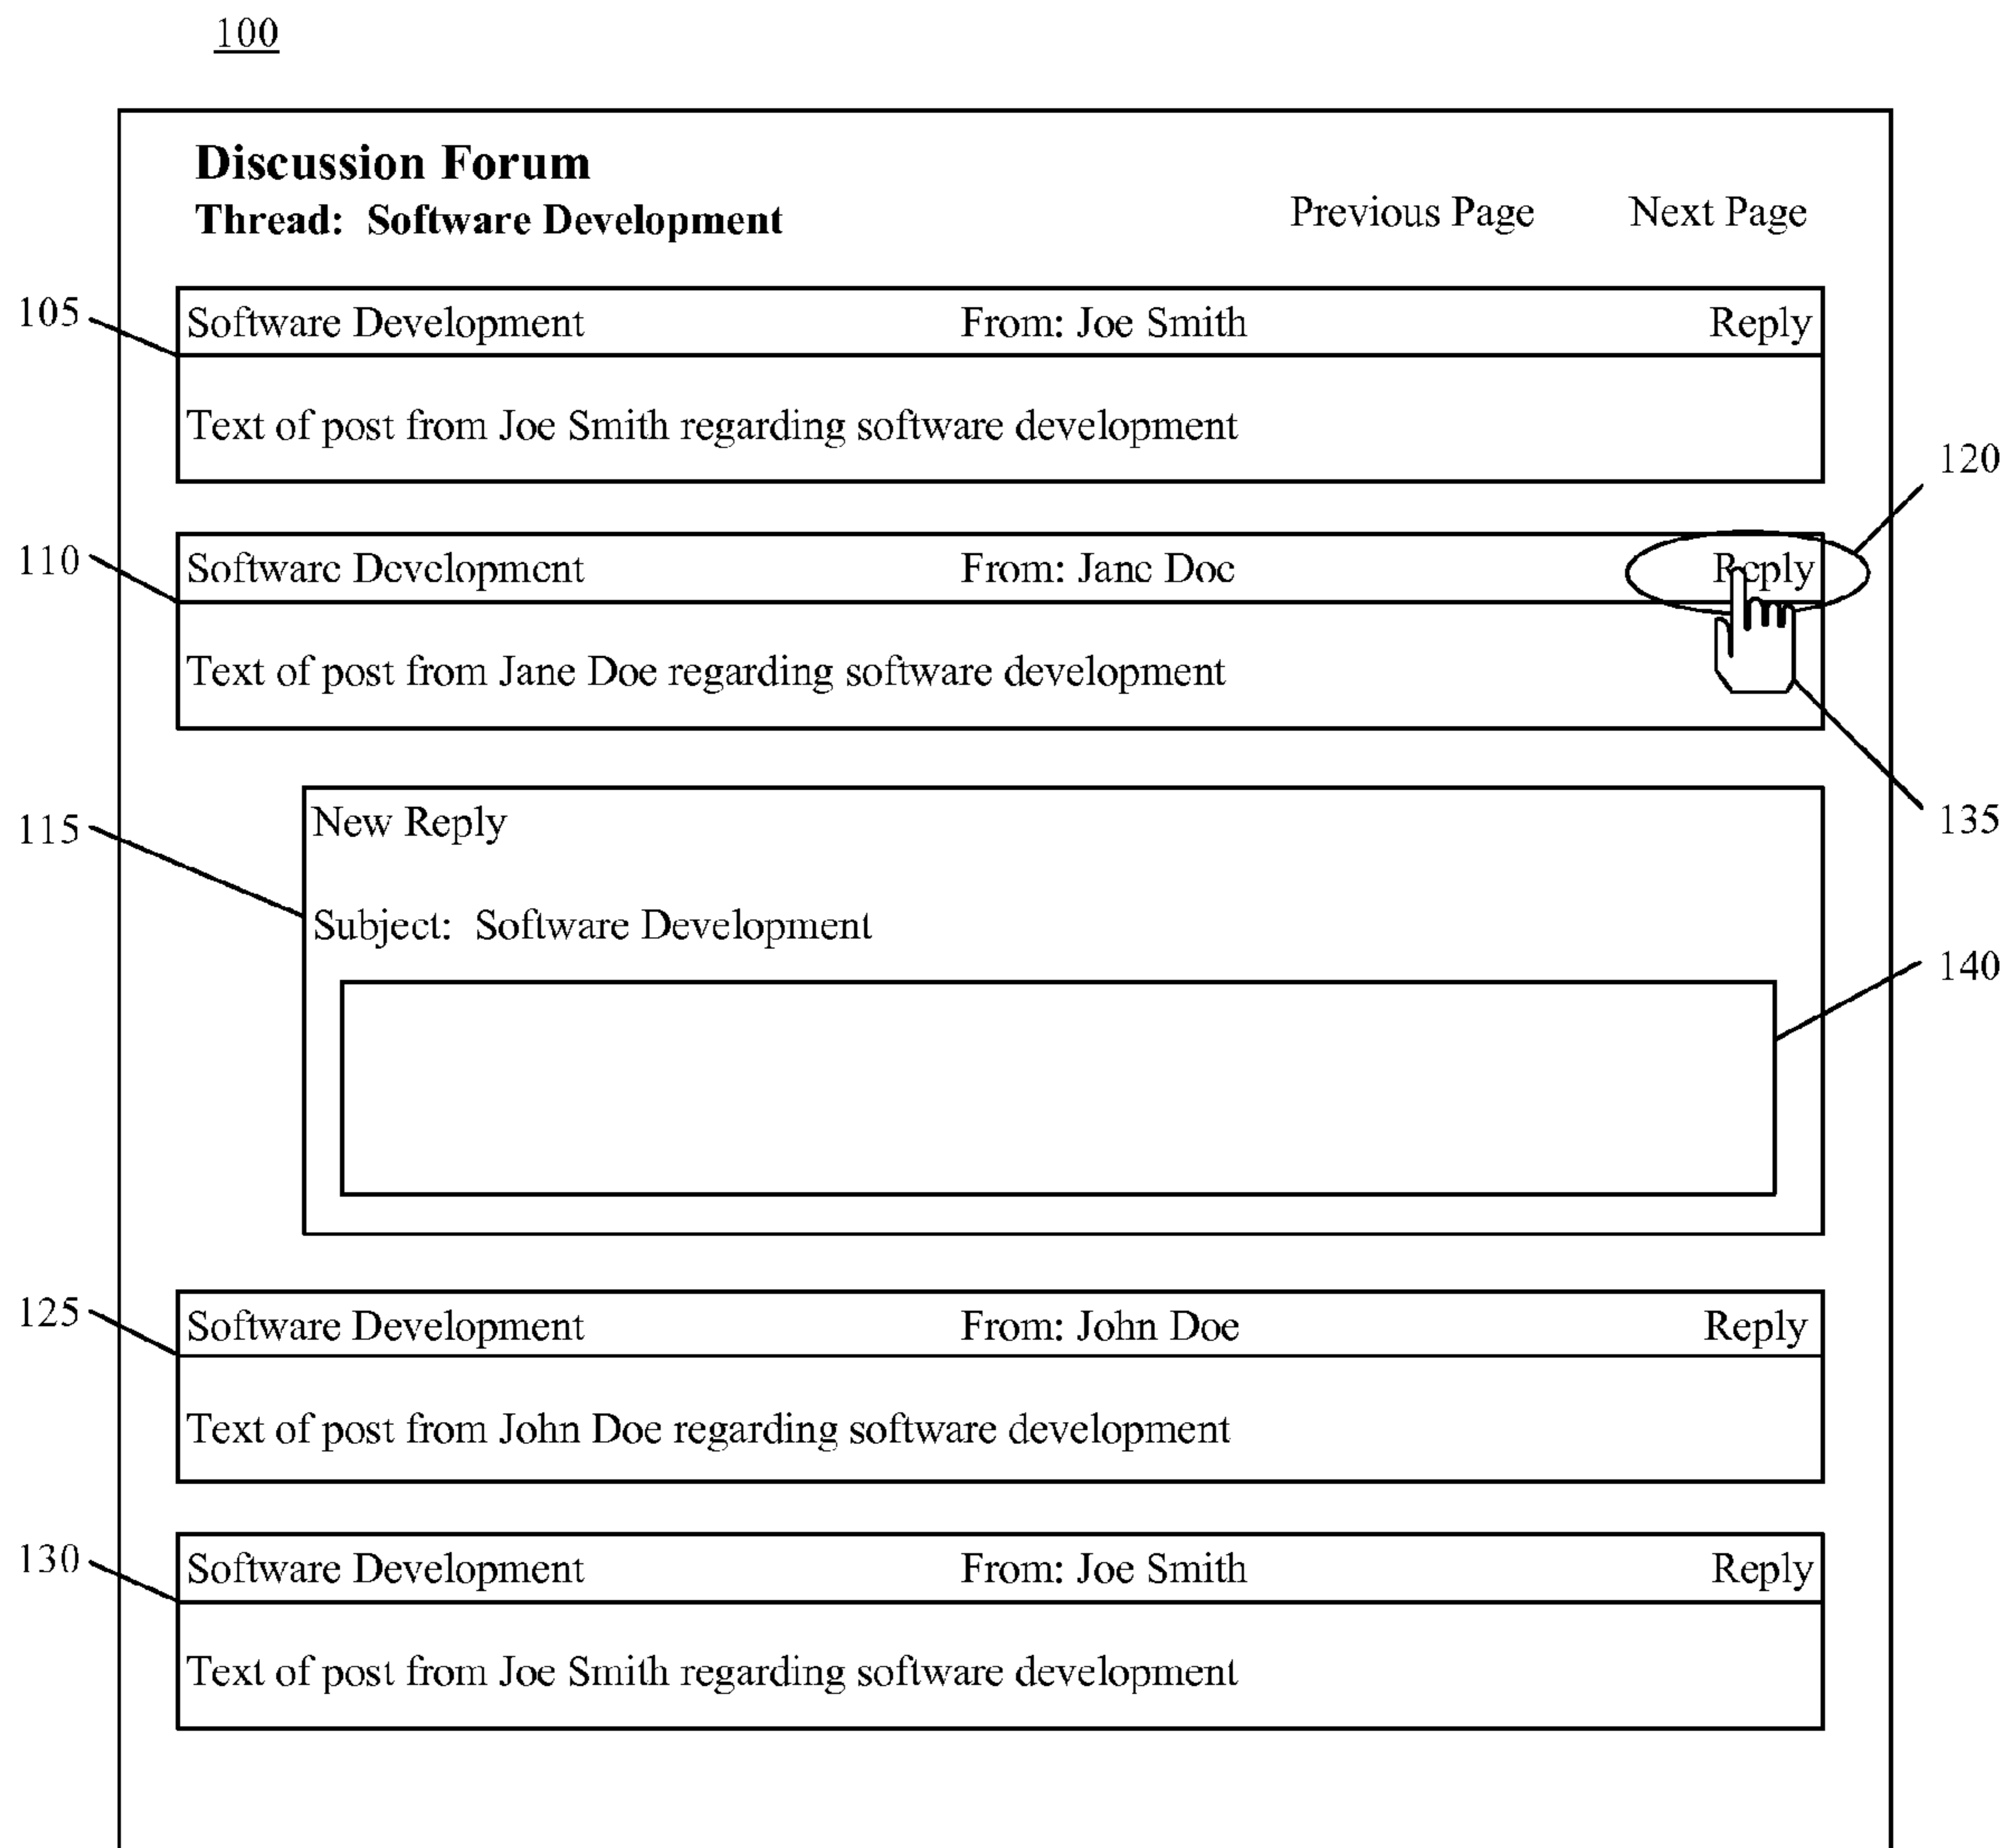 100
Discussion Forum
Thread: Software Development
Previous Page Next Page
105
Software Development From: Joe Smith Reply
Text of post from Joe Smith regarding software development
120
110
Software Development From: Jane Doe Reply
Text of post from Jane Doe regarding software development
115
New Reply
135
Subject: Software Development
140
125
Software Development From: John Doe Reply
Text of post from John Doe regarding software development
130
Software Development From: Joe Smith Reply
Text of post from Joe Smith regarding software development